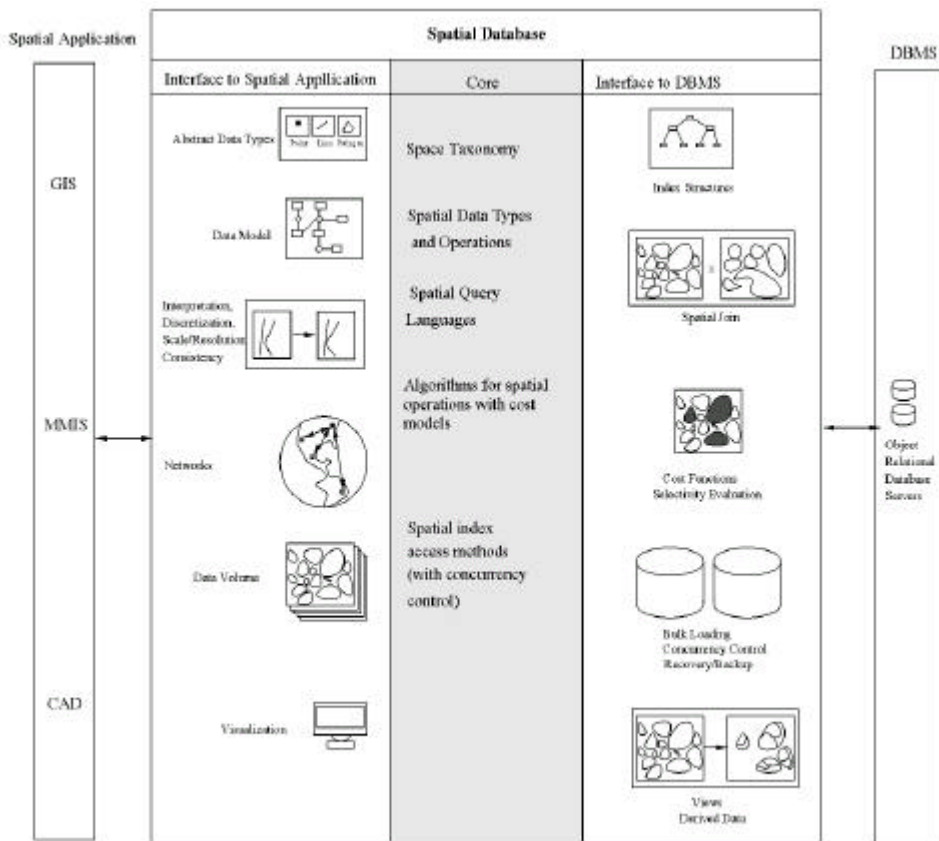 Spatial Application
Spatial Database
DBMS
Interface to Spatial Appllication
Core
Interface to DBMS
GIS
MMIS
CAD
Abstract Data Types
Data Model
Interpretation,
Discretization,
Scale/Resolution
Consistency
Networks
Data Volume
Visualization
Space Taxonomy
Spatial Data Types
and Operations
Spatial Query
Languages
Algorithms for spatial
operations with cost
models
Spatial index
access methods
(with concurrency
control)
Index Structures
Spatial Join
Cost Functions
Selectivity Evaluation
Bulk Loading
Concurrency Control
Recovery/Backup
Views
Derived Data
Object
Relational
Database
Servers